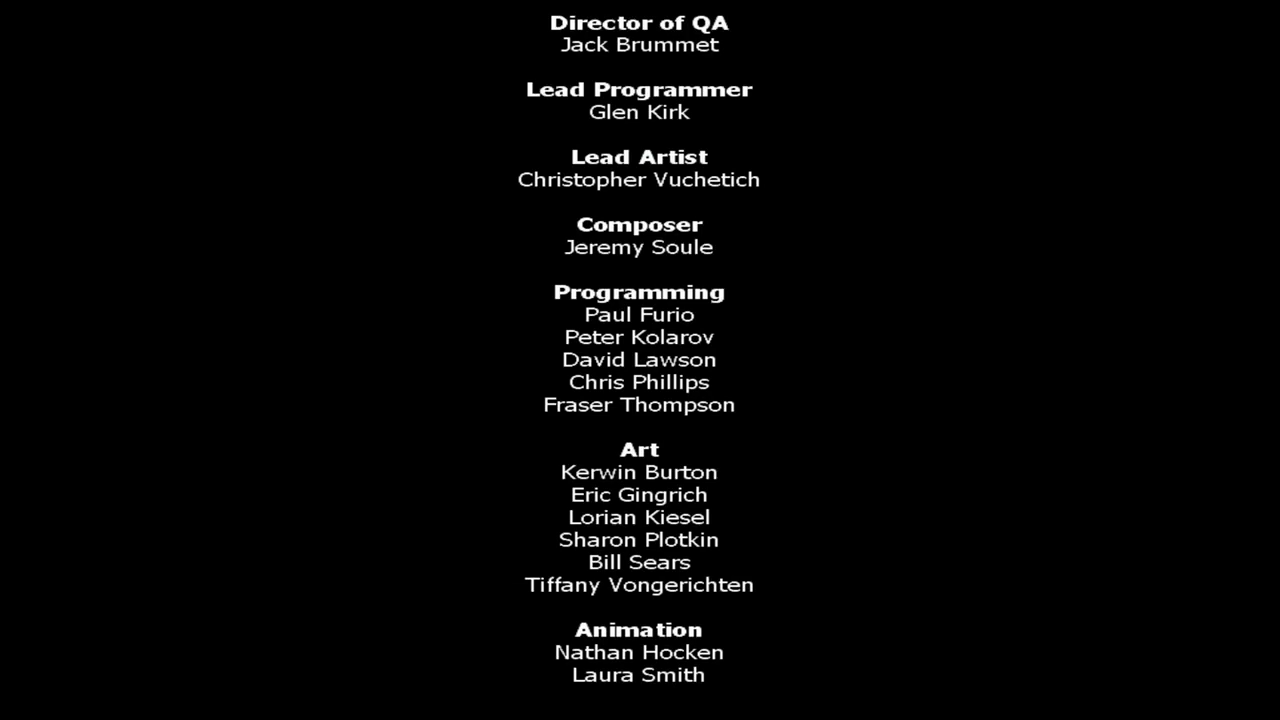 Director of QA
Jack Brummet
Lead Programmer
Glen Kirk
Lead Artist
Christopher Vuchetich
Composer
Jeremy Soule
Programming
Paul Furio
Peter Kolarov
David Lawson
Chris Phillips
Fraser Thompson
Art
Kerwin Burton
Eric Gingrich
Lorian Kiesel
Sharon Plotkin
Bill Sears
Tiffany Vongerichten
Animation
Nathan Hocken
Laura Smith